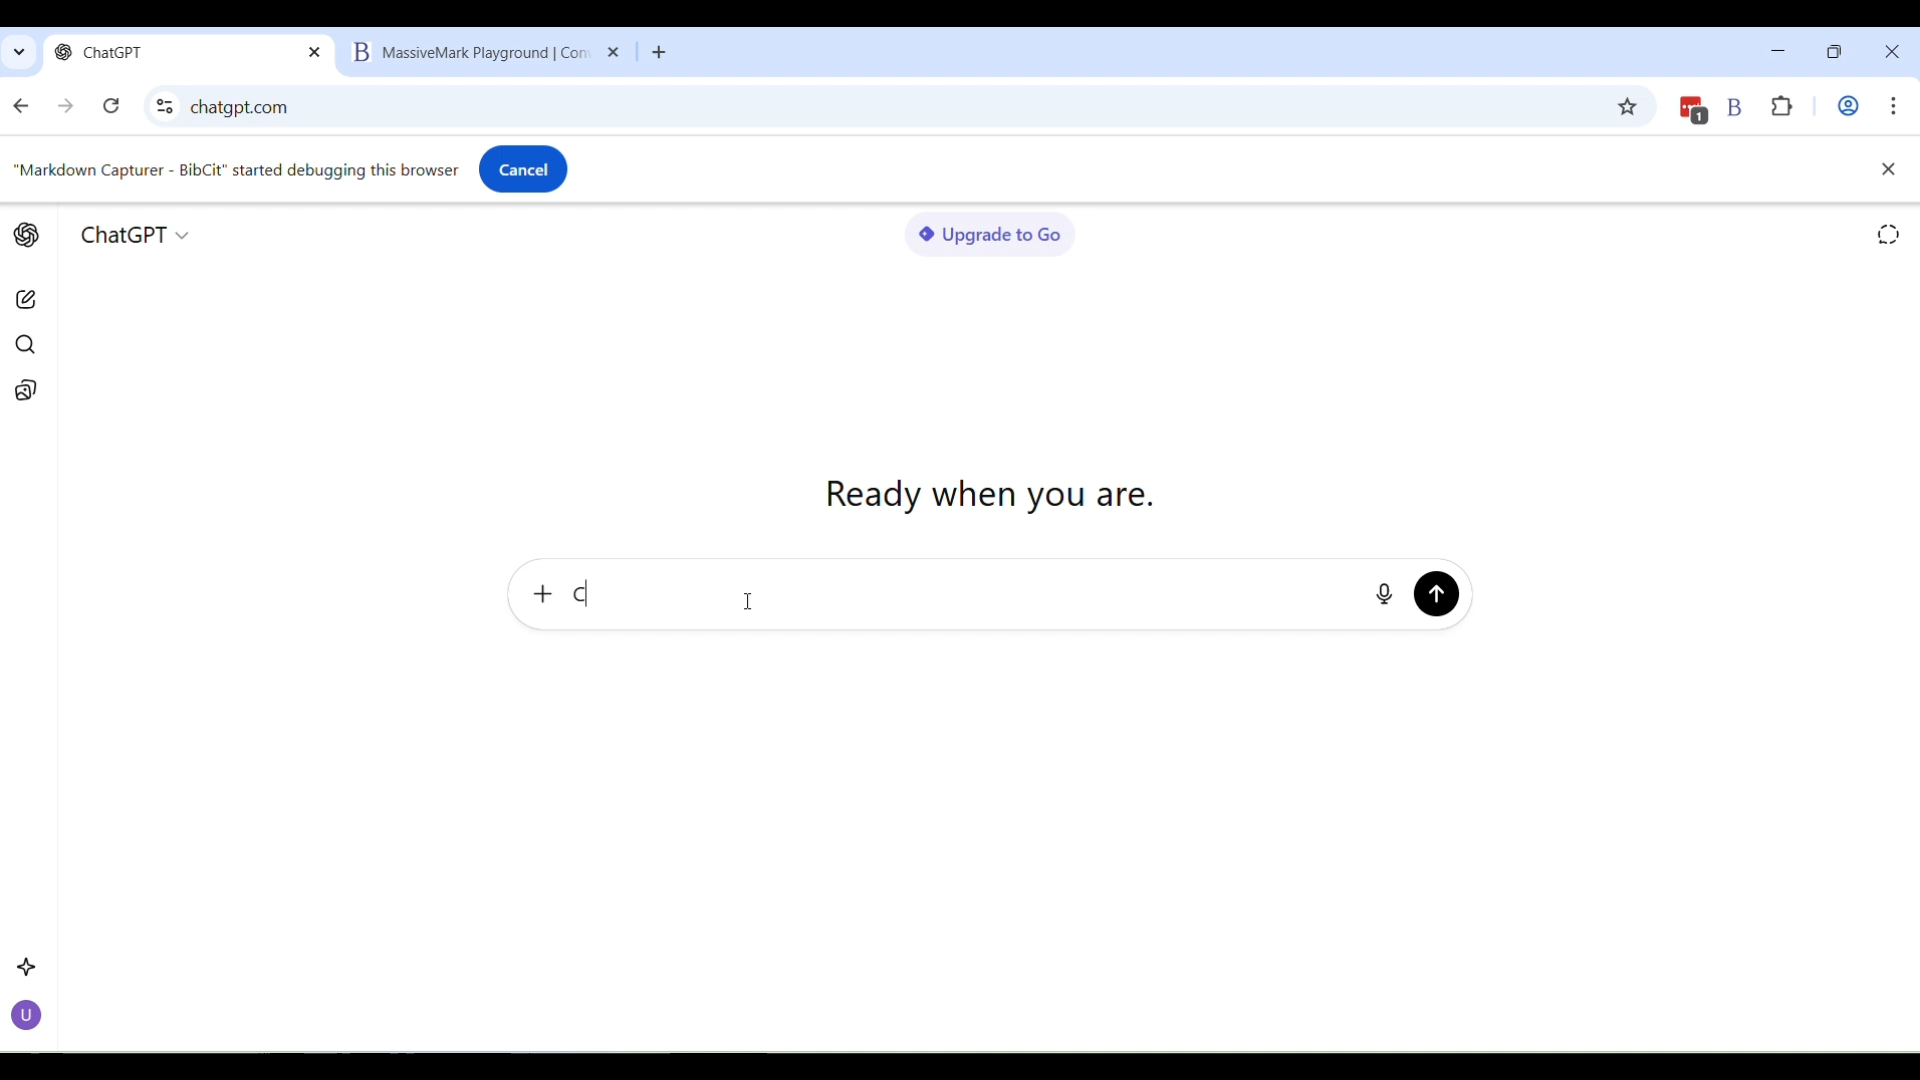 ChatGPT
B MassiveMark Playground | Con
chatgpt.com
1
B
"Markdown Capturer - BibCit" started debugging this browser
Cancel
ChatGPT
Upgrade to Go
Ready when you are.
C
U